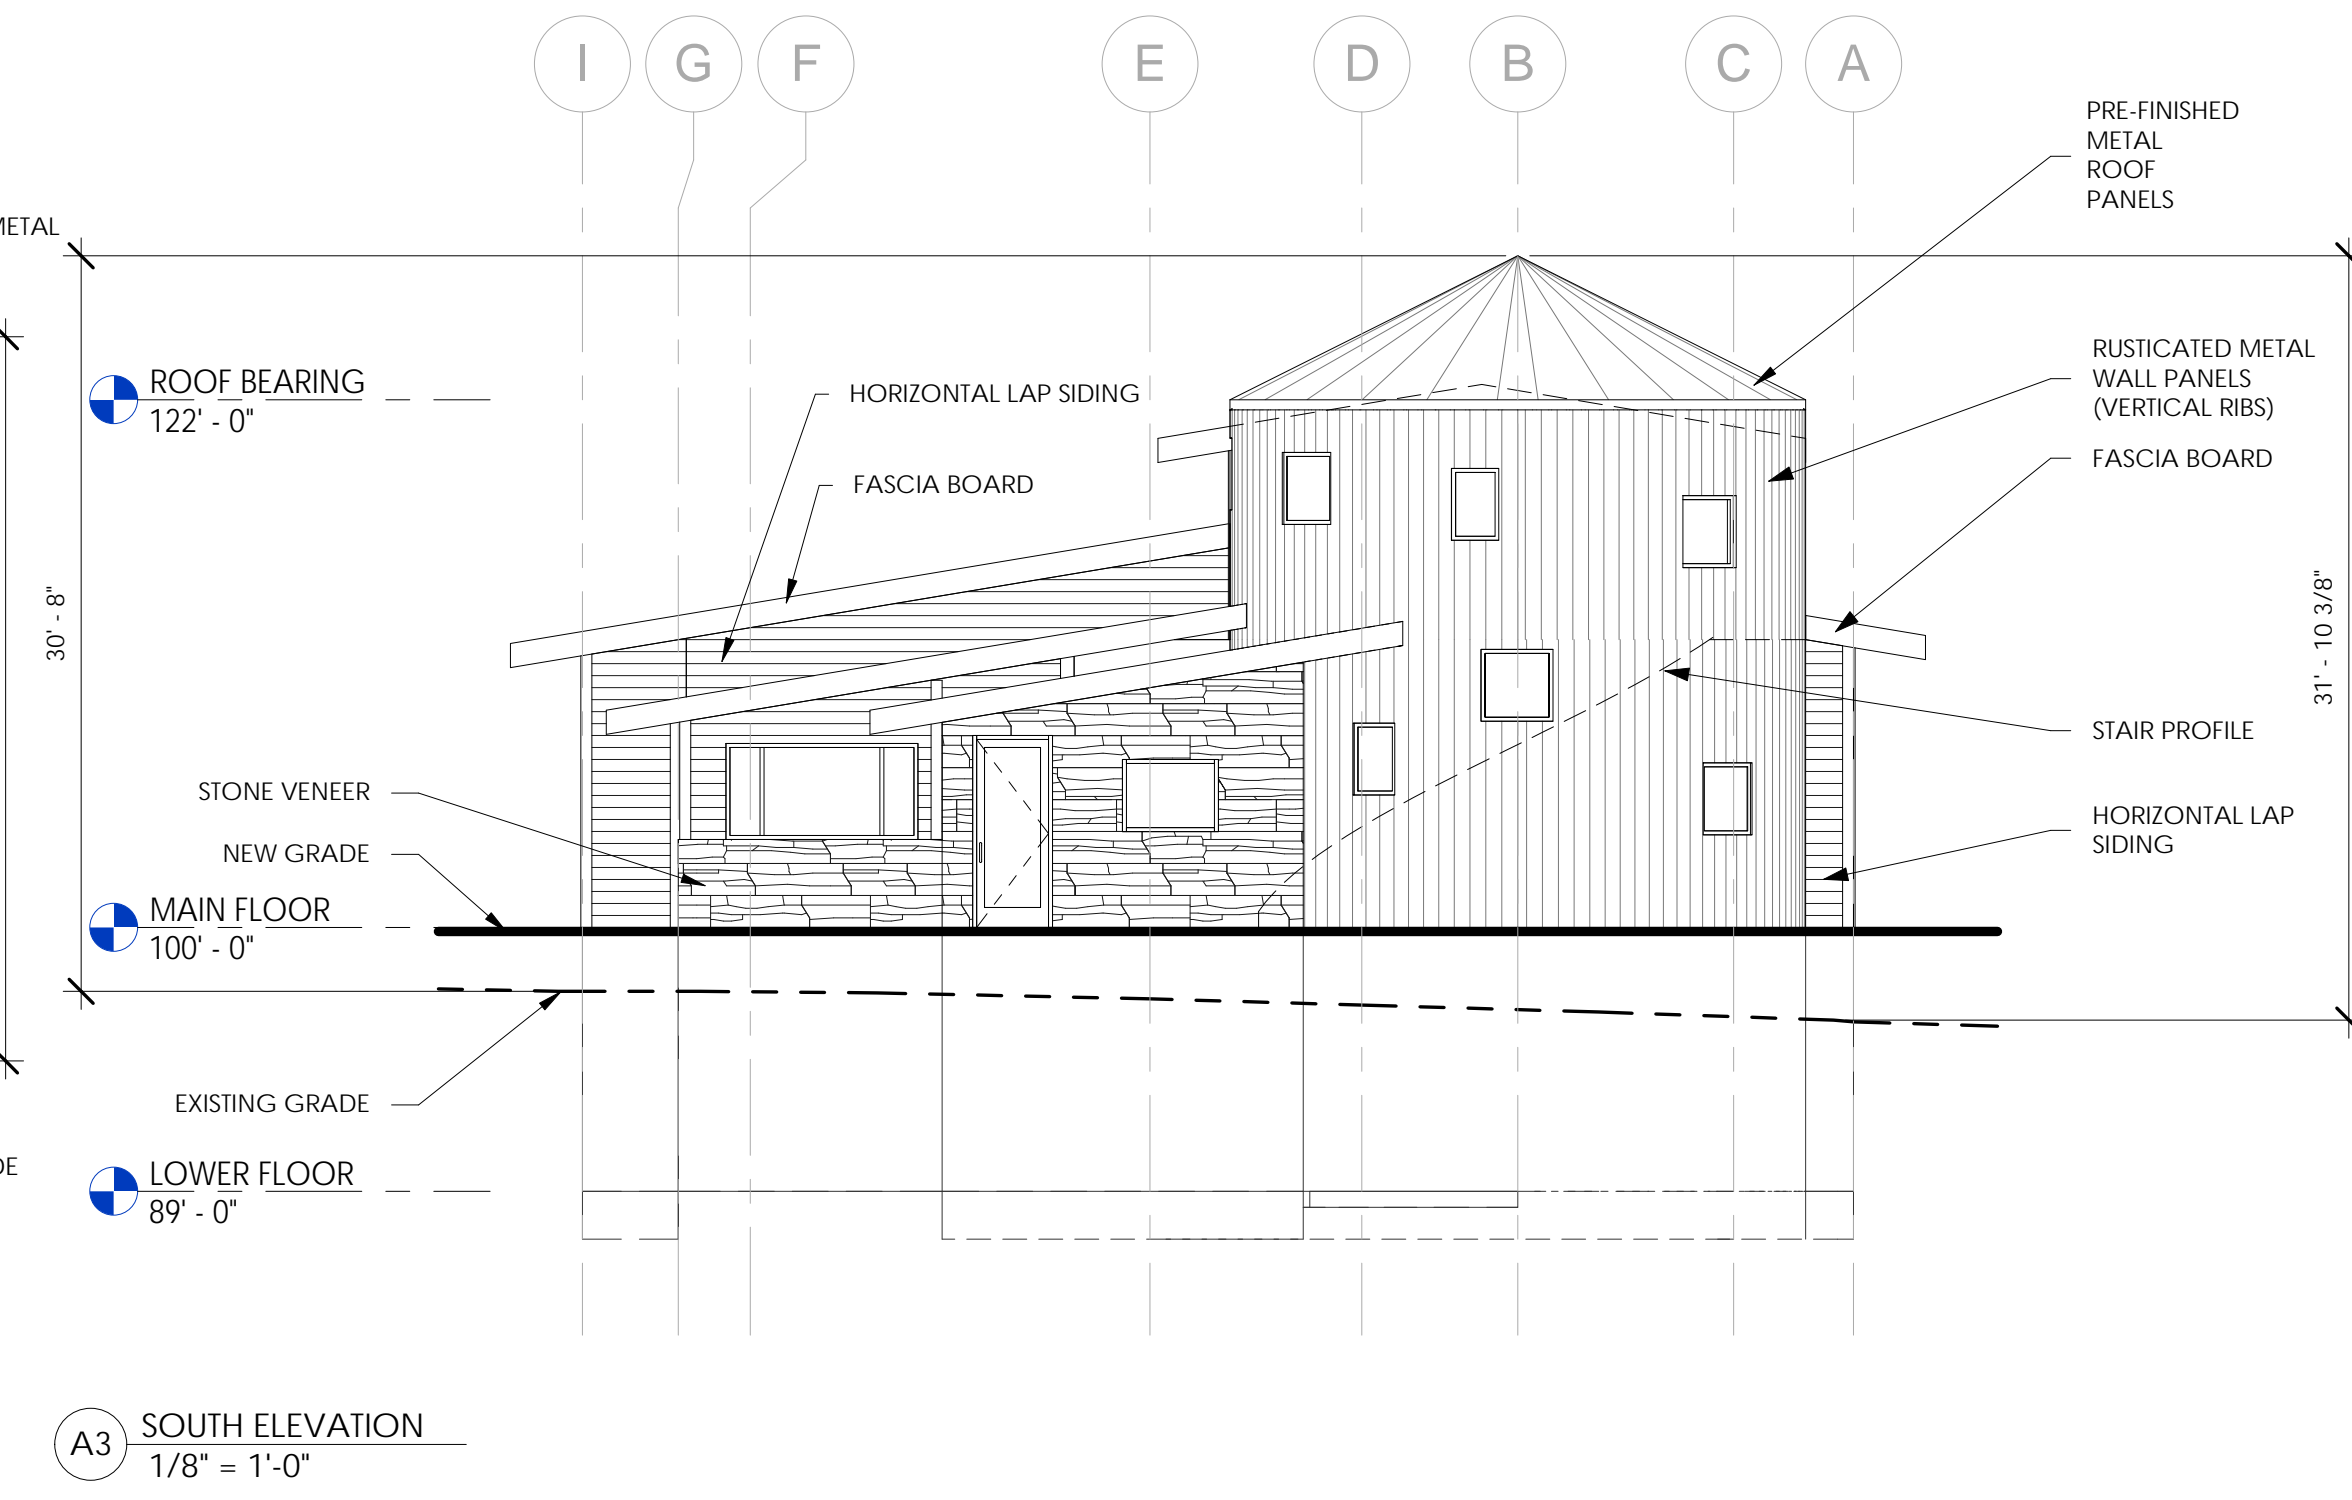 I G F E D B C A
PRE-FINISHED
METAL
ROOF
PANELS
METAL
ROOF BEARING
122' - 0"
HORIZONTAL LAP SIDING
FASCIA BOARD
RUSTICATED METAL
WALL PANELS
(VERTICAL RIBS)
FASCIA BOARD
30' - 8"
31' - 10 3/8"
STAIR PROFILE
STONE VENEER
HORIZONTAL LAP
SIDING
NEW GRADE
MAIN FLOOR
100' - 0"
EXISTING GRADE
LOWER FLOOR
89' - 0"
A3
SOUTH ELEVATION
1/8" = 1'-0"